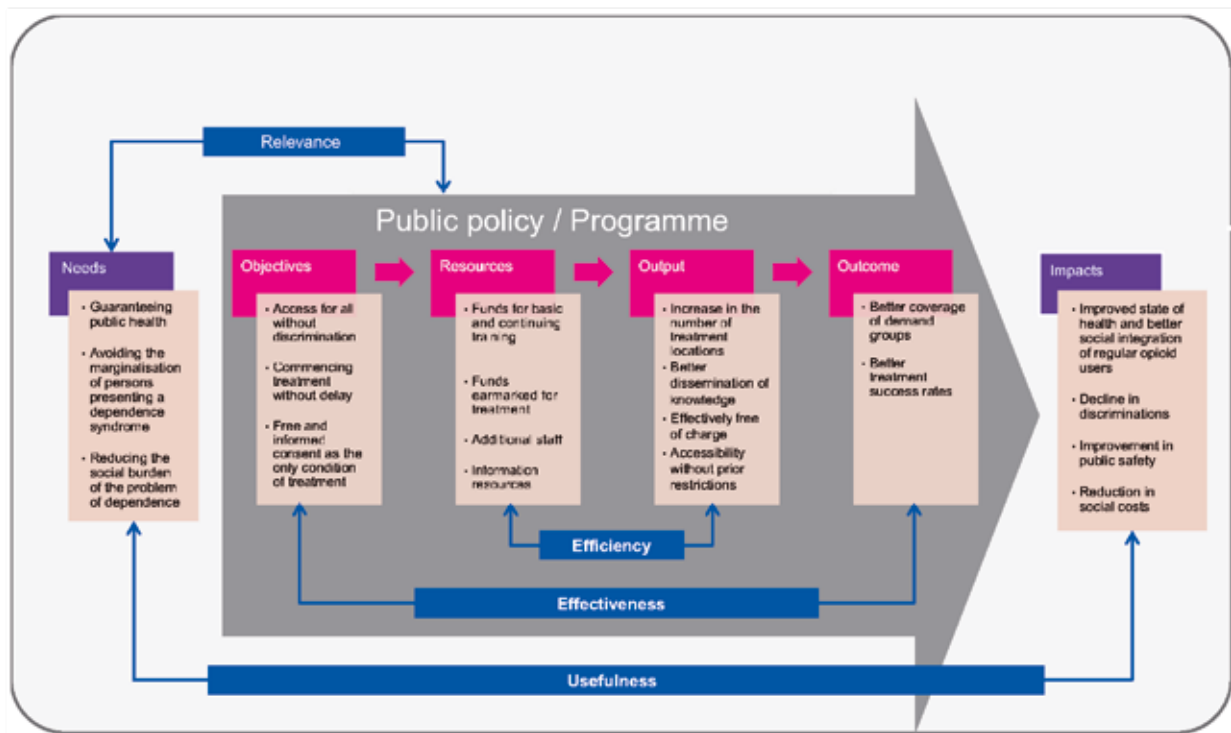 Relevance
Public policy / Programme
Needs
• Guaranteeing
public health
• Avoiding the
marginalisation
of persons
presenting a
dependence
syndrome
• Reducing the
social burden
of the problem
of dependence
Objectives
• Access for all
without
discrimination
• Commencing
treatment
without delay
• Free and
informed
consent as the
only condition
of treatment
Resources
• Funds for basic
and continuing
training
• Funds
earmarked for
treatment
• Additional staff
• Information
resources
Output
• Increase in the
number of
treatment
locations
• Better
dissemination of
knowledge
• Effectively free
of charge
• Accessibility
without prior
restrictions
Outcome
• Better coverage
of demand
groups
• Better
treatment
success rates
Impacts
• Improved state of
health and better
social integration
of regular opioid
users
• Decline in
discriminations
• Improvement in
public safety
• Reduction in
social costs
Efficiency
Effectiveness
Usefulness